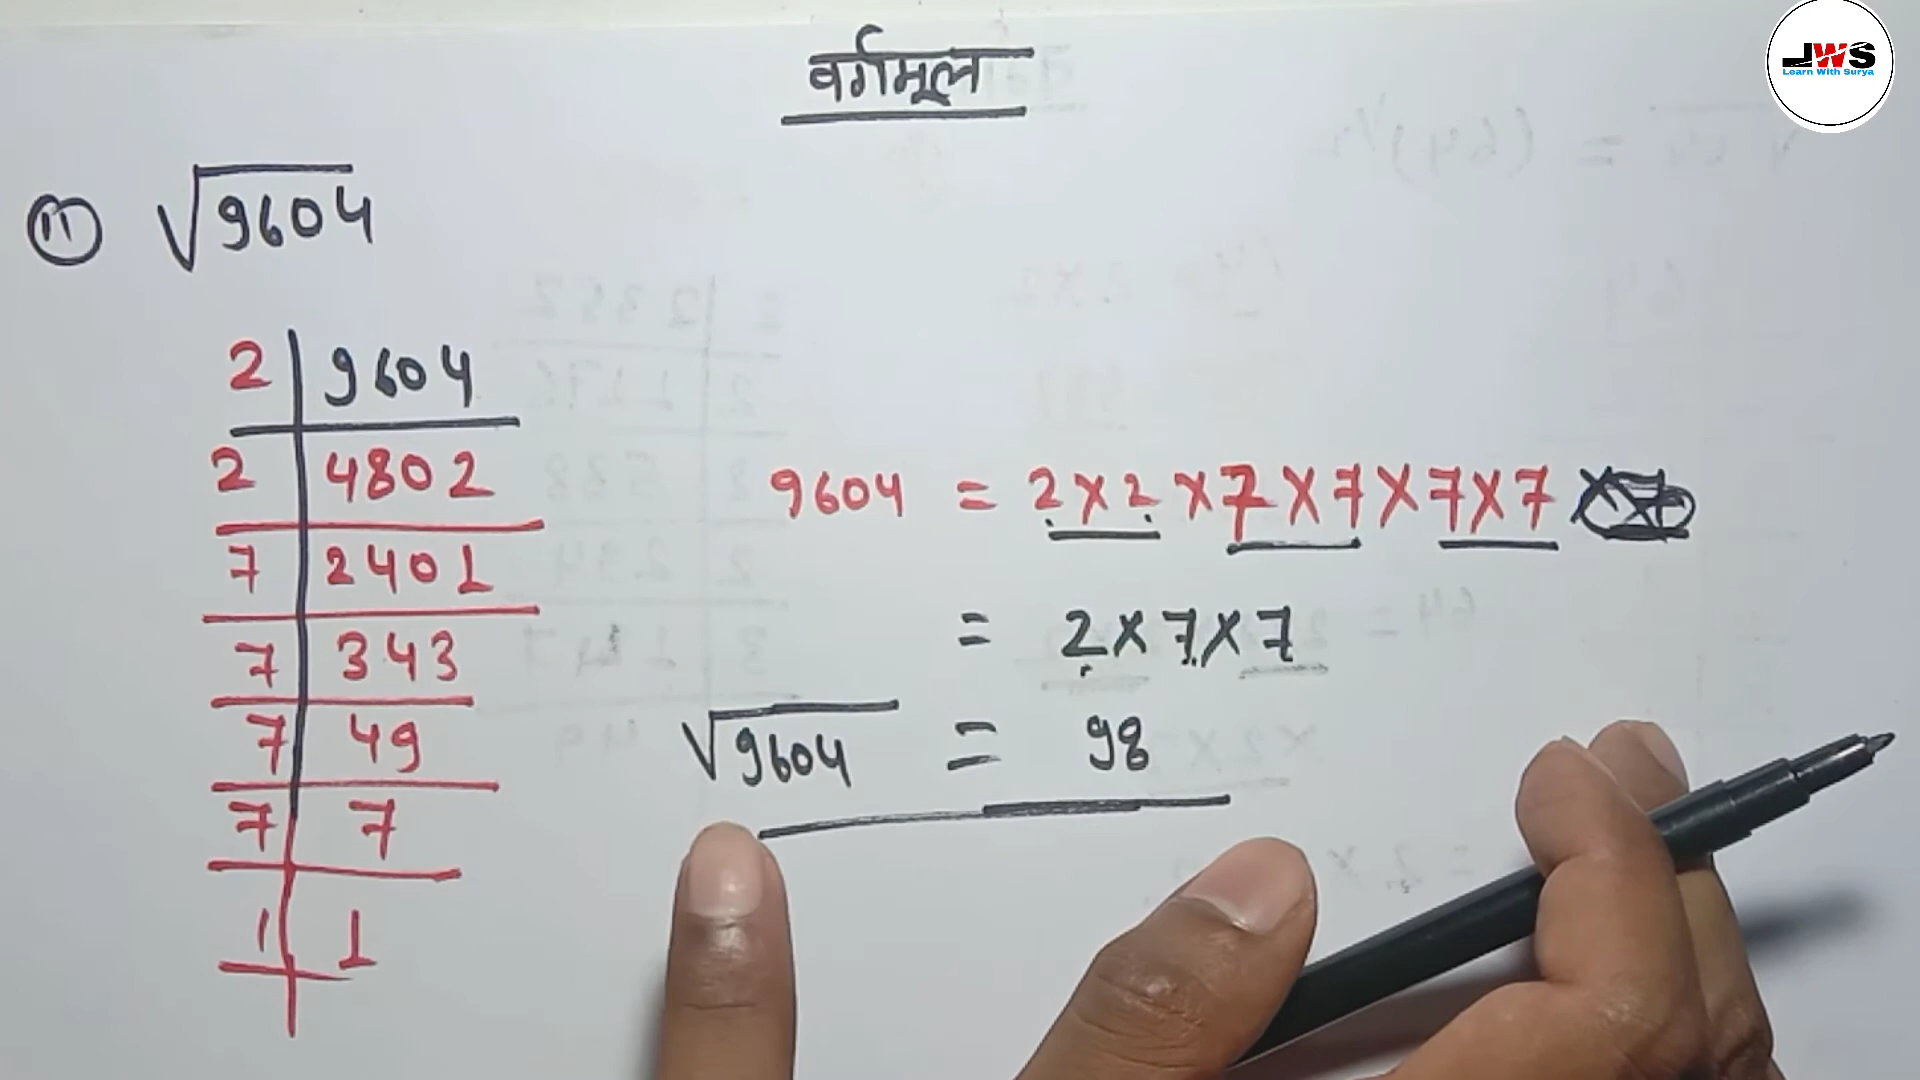 वर्गमूल
JWS
Learn With Surya
11 √9604
2 | 9604
2 | 4802
7 | 2401
7 | 343
7 | 49
7 | 7
1 | 1
9604 = 2 × 2 × 7 × 7 × 7 × 7
= 2 × 7 × 7
√9604 = 98